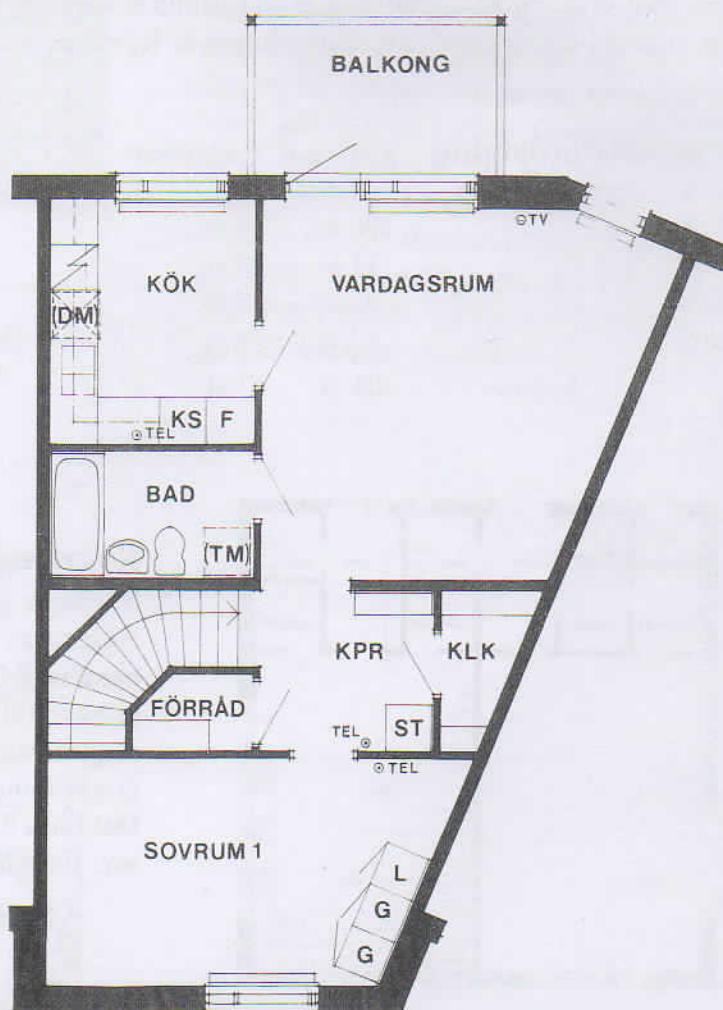 BALKONG
TV
KÖK
VARDAGSRUM
(DM)
KS F
TEL
BAD
(TM)
KPR
KLK
FÖRRÅD
TEL
ST
TEL
SOVRUM 1
L
G
G